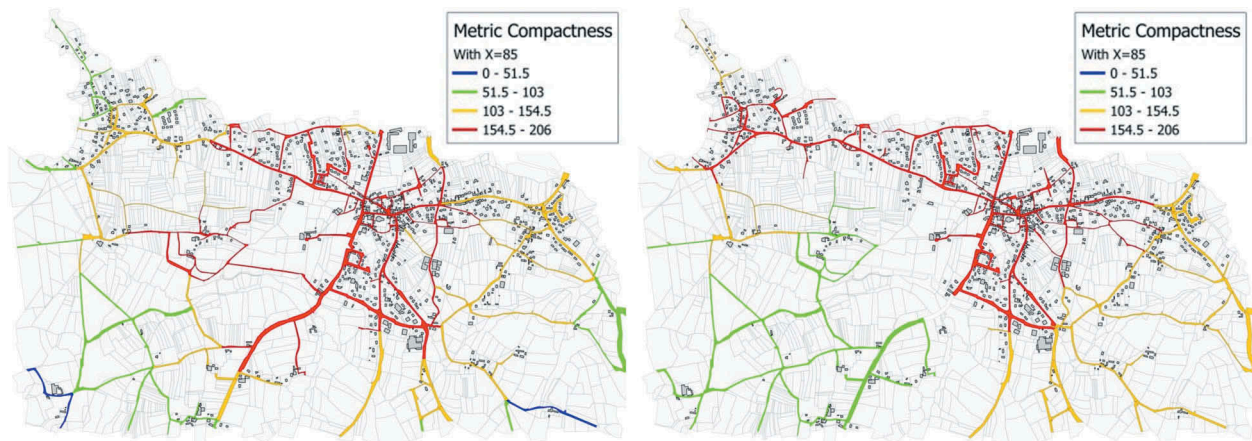 Metric Compactness
With X=85
0 - 51.5
51.5 - 103
103 - 154.5
154.5 - 206
Metric Compactness
With X=85
0 - 51.5
51.5 - 103
103 - 154.5
154.5 - 206